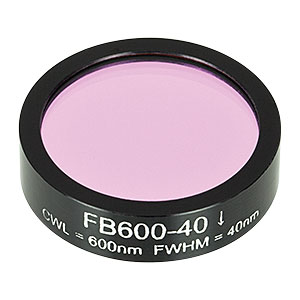 FB600-40 ↓
CWL = 600nm FWHM = 40nm